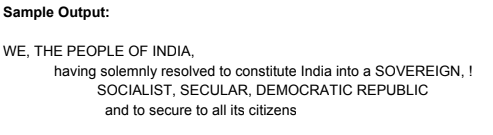 Sample Output:
WE, THE PEOPLE OF INDIA,
having solemnly resolved to constitute India into a SOVEREIGN, !
SOCIALIST, SECULAR, DEMOCRATIC REPUBLIC
and to secure to all its citizens